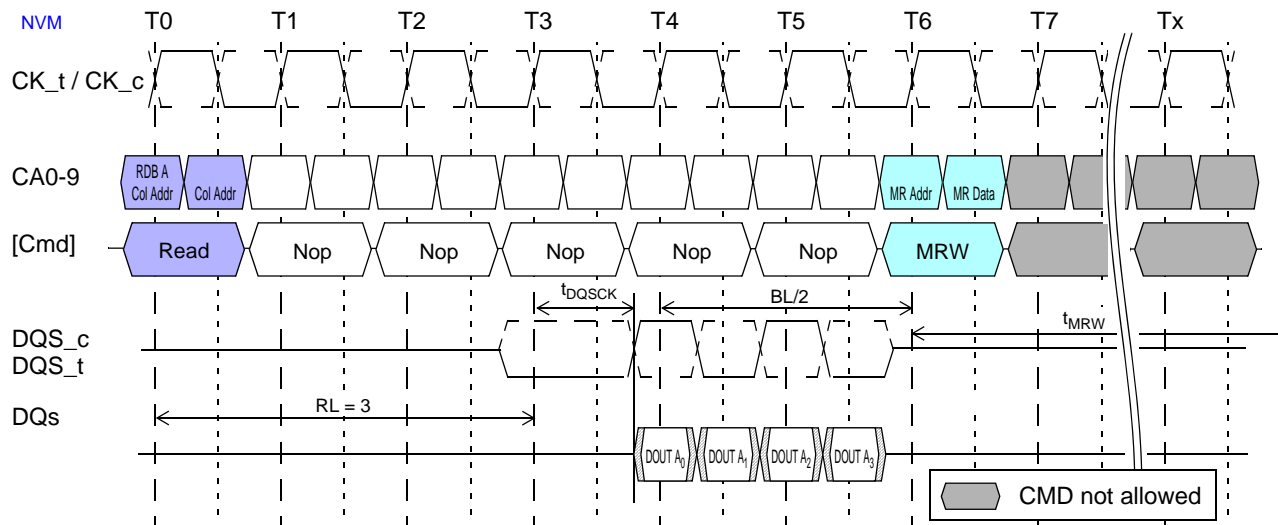 NVM T0 T1 T2 T3 T4 T5 T6 T7 Tx
CK_t / CK_c
CA0-9
RDB A
Col Addr
Col Addr
MR Addr
MR Data
[Cmd] Read Nop Nop Nop Nop Nop MRW
tDQSCK
BL/2
tMRW
DQS_c
DQS_t
RL = 3
DQs
DOUT A0 DOUT A1 DOUT A2 DOUT A3
CMD not allowed